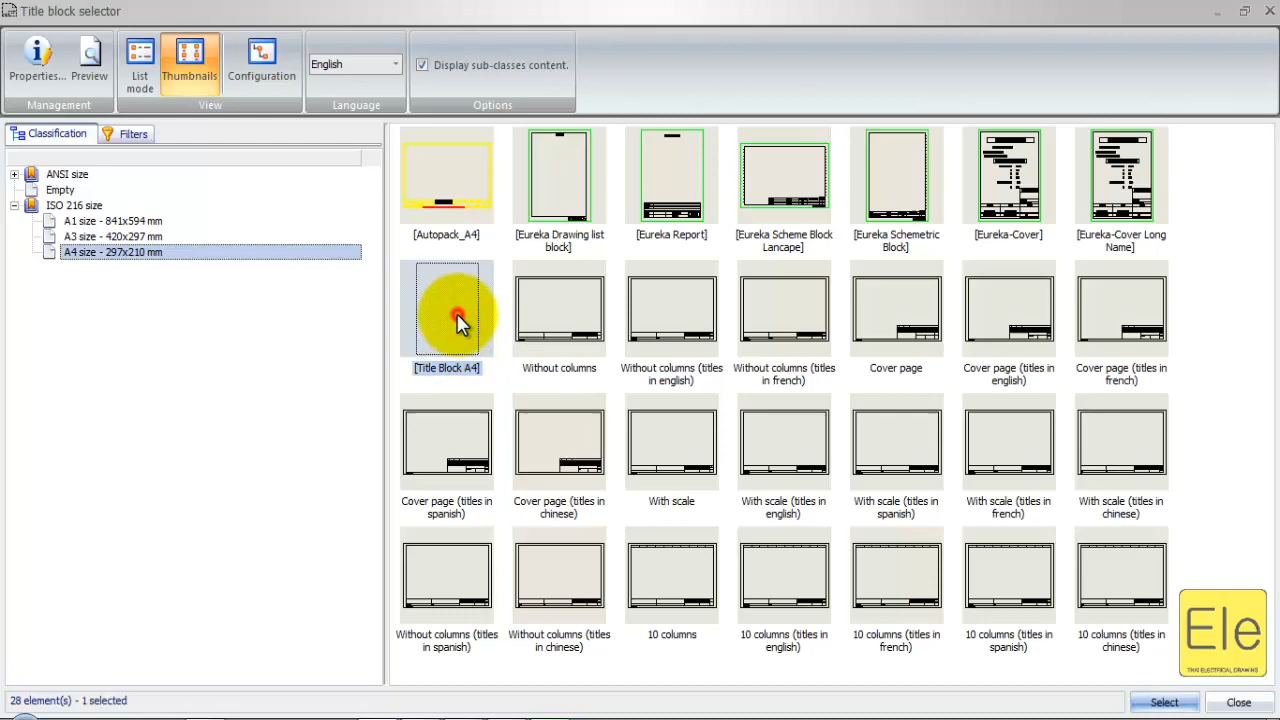 Title block selector
Properties... Preview List mode Thumbnails Configuration English Display sub-classes content.
Management View Language Options
Classification Filters
ANSI size
Empty
ISO 216 size
A1 size - 841x594 mm
A3 size - 420x297 mm
A4 size - 297x210 mm
[Autopack_A4] [Eureka Drawing list block] [Eureka Report] [Eureka Scheme Block Lancape] [Eureka Schemetric Block] [Eureka-Cover] [Eureka-Cover Long Name]
[Title Block A4] Without columns Without columns (titles in english) Without columns (titles in french) Cover page Cover page (titles in english) Cover page (titles in french)
Cover page (titles in spanish) Cover page (titles in chinese) With scale With scale (titles in english) With scale (titles in spanish) With scale (titles in french) With scale (titles in chinese)
Without columns (titles in spanish) Without columns (titles in chinese) 10 columns 10 columns (titles in english) 10 columns (titles in french) 10 columns (titles in spanish) 10 columns (titles in chinese)
Ele
THAI ELECTRICAL DRAWING
28 element(s) - 1 selected
Select Close